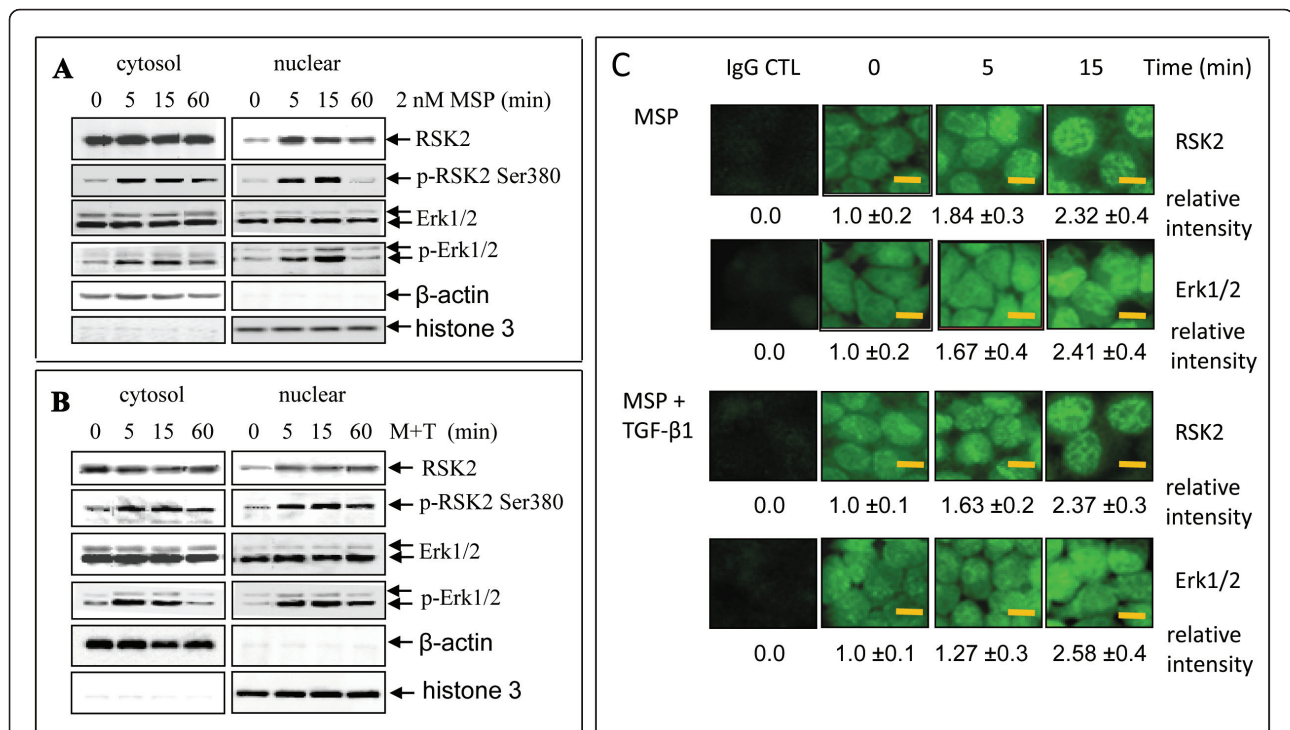 A
cytosol nuclear
0 5 15 60 0 5 15 60 2 nM MSP (min)
RSK2
p-RSK2 Ser380
Erk1/2
p-Erk1/2
β-actin
histone 3
B
cytosol nuclear
0 5 15 60 0 5 15 60 M+T (min)
RSK2
p-RSK2 Ser380
Erk1/2
p-Erk1/2
β-actin
histone 3
C
IgG CTL 0 5 15 Time (min)
MSP
RSK2
0.0 1.0 ±0.2 1.84 ±0.3 2.32 ±0.4 relative
intensity
Erk1/2
0.0 1.0 ±0.2 1.67 ±0.4 2.41 ±0.4 relative
intensity
MSP +
TGF-β1
RSK2
0.0 1.0 ±0.1 1.63 ±0.2 2.37 ±0.3 relative
intensity
Erk1/2
0.0 1.0 ±0.1 1.27 ±0.3 2.58 ±0.4 relative
intensity